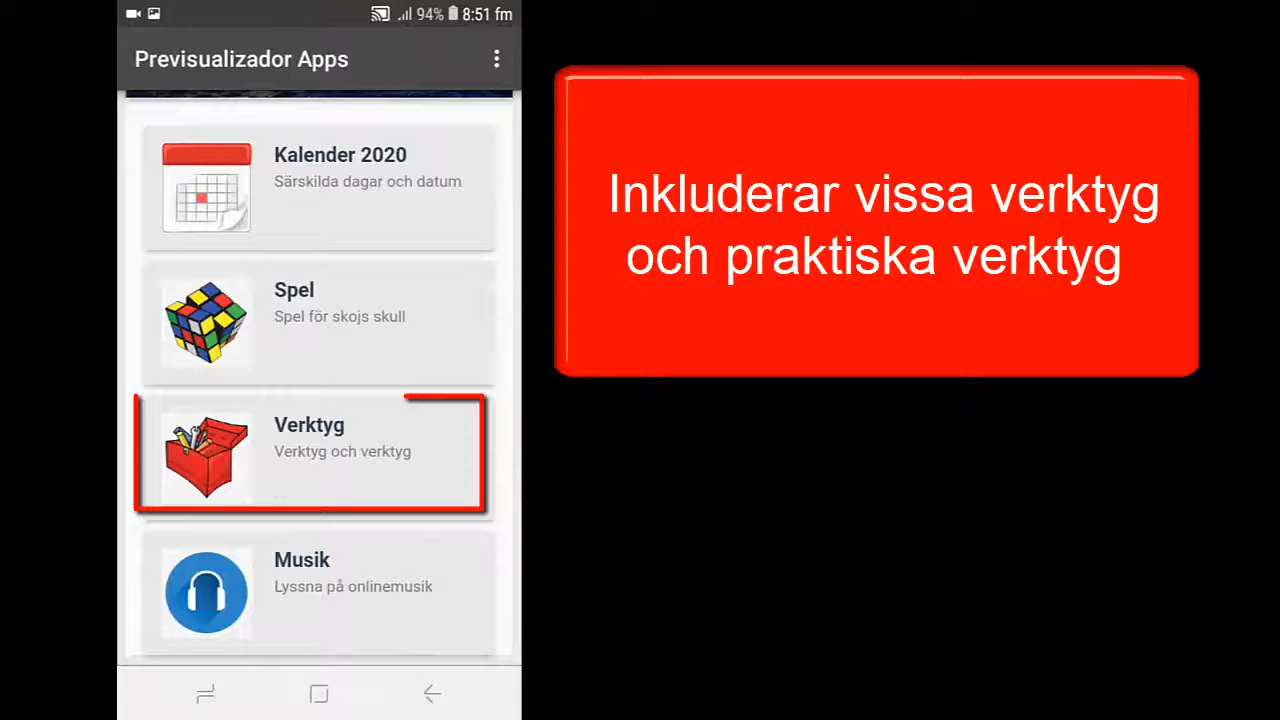 94% 8:51 fm
Previsualizador Apps
Kalender 2020
Särskilda dagar och datum
Spel
Spel för skojs skull
Verktyg
Verktyg och verktyg
Musik
Lyssna på onlinemusik
Inkluderar vissa verktyg
och praktiska verktyg